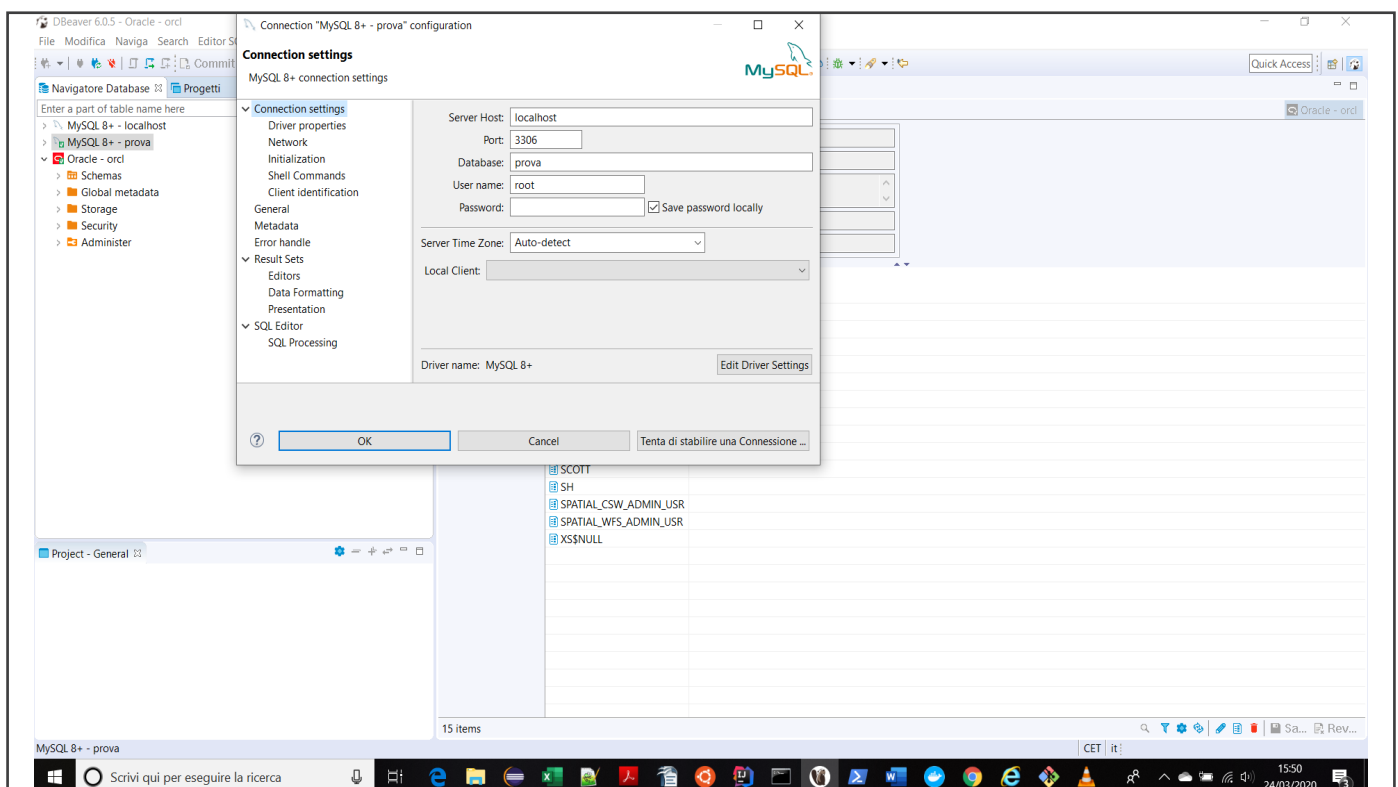 DBeaver 6.0.5 - Oracle - orcl
File Modifica Naviga Search Editor
Commit
Quick Access
Navigatore Database
Progetti
Enter a part of table name here
MySQL 8+ - localhost
MySQL 8+ - prova
Oracle - orcl
Schemas
Global metadata
Storage
Security
Administer
Connection "MySQL 8+ - prova" configuration
Connection settings
MySQL 8+ connection settings
MySQL
Connection settings
Driver properties
Network
Initialization
Shell Commands
Client identification
General
Metadata
Error handle
Result Sets
Editors
Data Formatting
Presentation
SQL Editor
SQL Processing
Server Host: localhost
Port: 3306
Database: prova
User name: root
Password:
Save password locally
Server Time Zone: Auto-detect
Local Client:
Driver name: MySQL 8+
Edit Driver Settings
OK
Cancel
Tenta di stabilire una Connessione ...
Oracle - orcl
SCOTT
SH
SPATIAL_CSW_ADMIN_USR
SPATIAL_WFS_ADMIN_USR
XS$NULL
Project - General
15 items
Sa...
Rev...
MySQL 8+ - prova
CET
it
Scrivi qui per eseguire la ricerca
15:50
24/03/2020
3